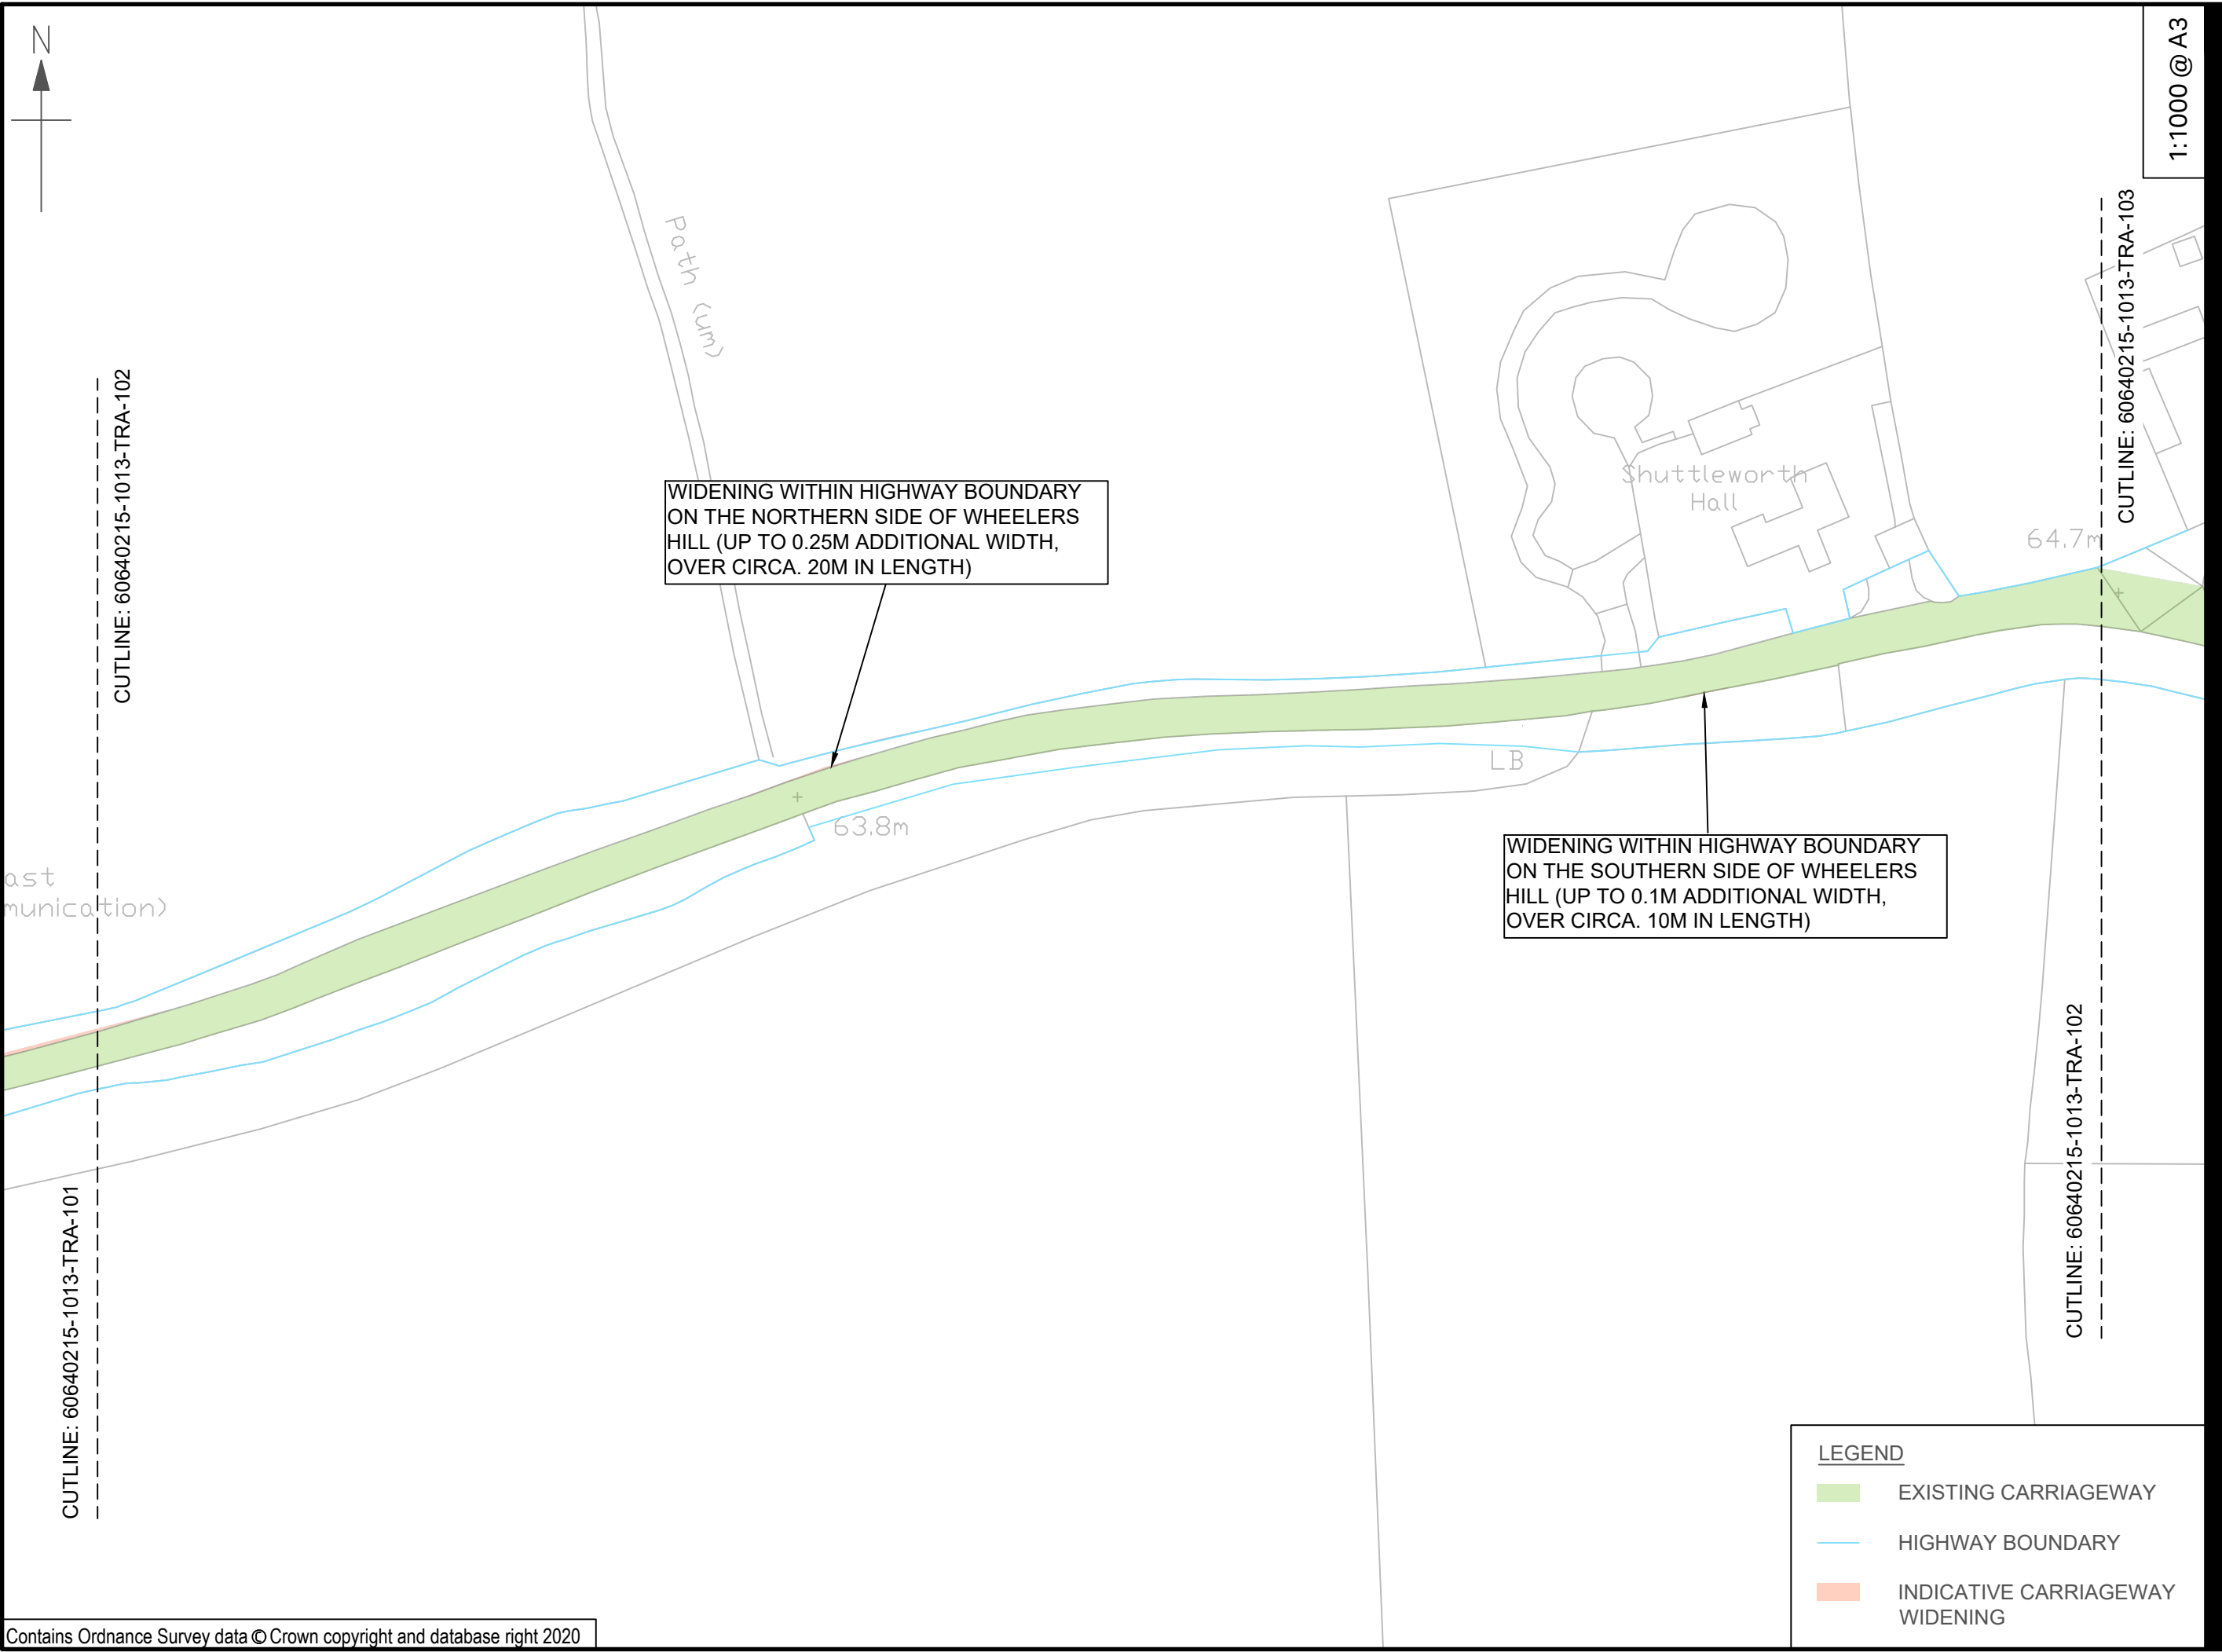 N
1:1000 @ A3
Path (um)
CUTLINE: 60640215-1013-TRA-102
CUTLINE: 60640215-1013-TRA-103
WIDENING WITHIN HIGHWAY BOUNDARY
ON THE NORTHERN SIDE OF WHEELERS
HILL (UP TO 0.25M ADDITIONAL WIDTH,
OVER CIRCA. 20M IN LENGTH)
Shuttleworth
Hall
64.7m
LB
63.8m
WIDENING WITHIN HIGHWAY BOUNDARY
ON THE SOUTHERN SIDE OF WHEELERS
HILL (UP TO 0.1M ADDITIONAL WIDTH,
OVER CIRCA. 10M IN LENGTH)
ast
munication)
CUTLINE: 60640215-1013-TRA-101
CUTLINE: 60640215-1013-TRA-102
LEGEND
EXISTING CARRIAGEWAY
HIGHWAY BOUNDARY
INDICATIVE CARRIAGEWAY
WIDENING
Contains Ordnance Survey data © Crown copyright and database right 2020